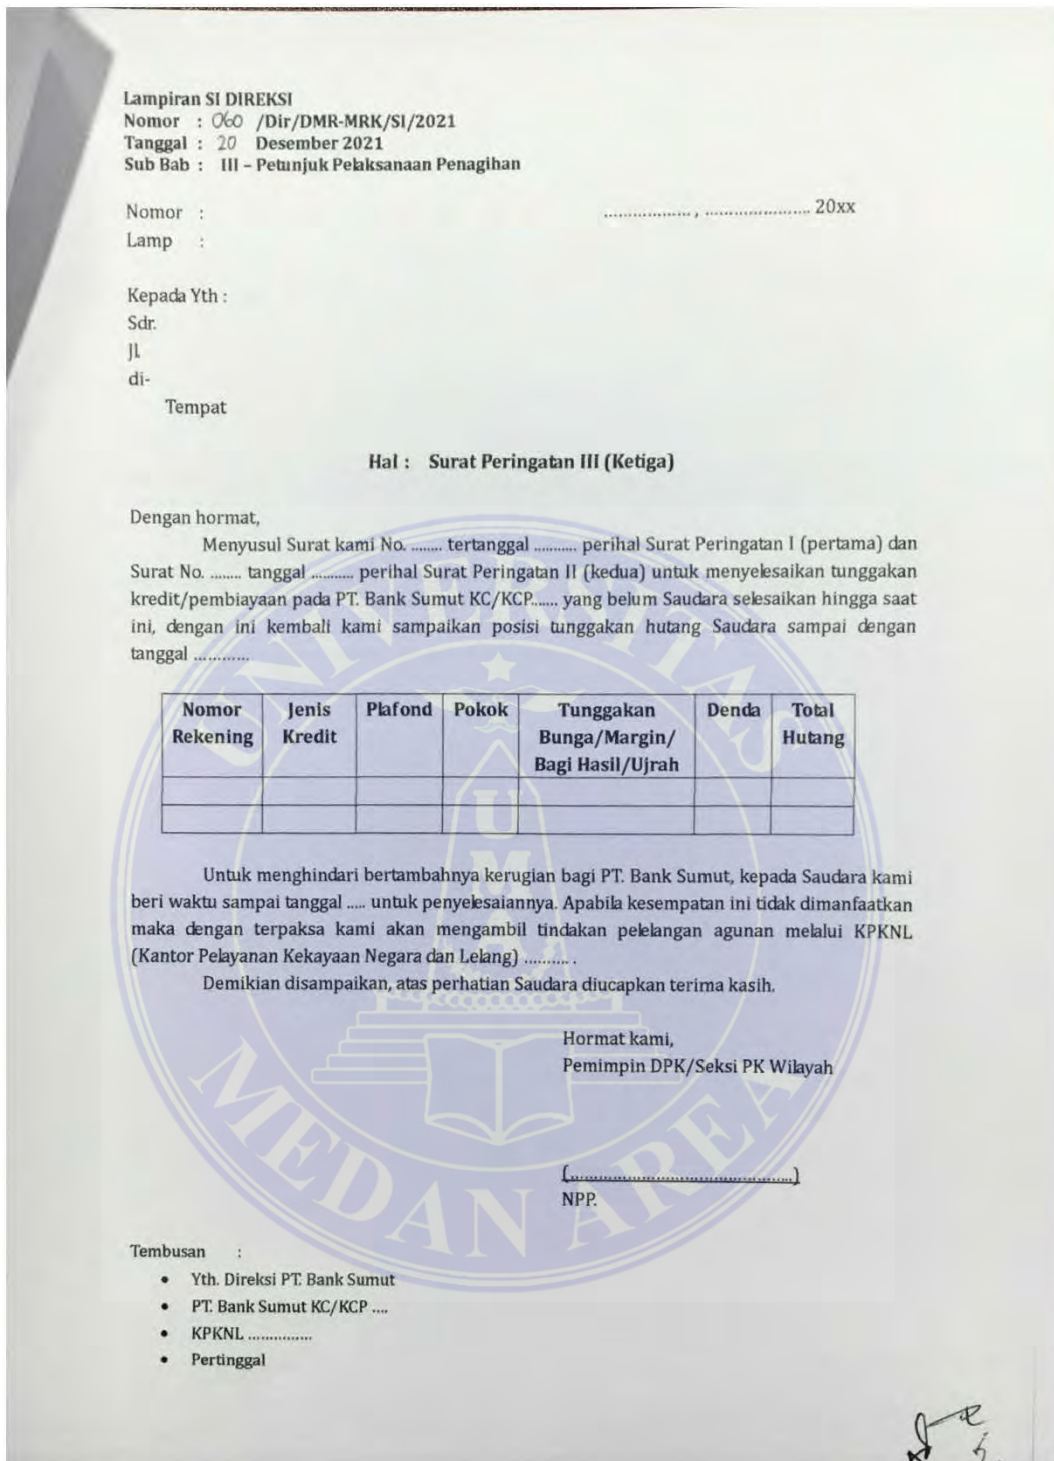 Lampiran SI DIREKSI
Nomor : 060 /Dir/DMR-MRK/SI/2021
Tanggal : 20 Desember 2021
Sub Bab : III – Petunjuk Pelaksanaan Penagihan
Nomor :
.................. , ...................... 20xx
Lamp :
Kepada Yth :
Sdr.
Jl.
di-
Tempat
Hal : Surat Peringatan III (Ketiga)
Dengan hormat,
Menyusul Surat kami No. ........ tertanggal ........... perihal Surat Peringatan I (pertama) dan
Surat No. ........ tanggal ........... perihal Surat Peringatan II (kedua) untuk menyelesaikan tunggakan
kredit/pembiayaan pada PT. Bank Sumut KC/KCP...... yang belum Saudara selesaikan hingga saat
ini, dengan ini kembali kami sampaikan posisi tunggakan hutang Saudara sampai dengan
tanggal ............
Nomor Jenis Plafond Pokok Tunggakan Denda Total
Rekening Kredit Bunga/Margin/ Hutang
Bagi Hasil/Ujrah
Untuk menghindari bertambahnya kerugian bagi PT. Bank Sumut, kepada Saudara kami
beri waktu sampai tanggal ..... untuk penyelesaiannya. Apabila kesempatan ini tidak dimanfaatkan
maka dengan terpaksa kami akan mengambil tindakan pelelangan agunan melalui KPKNL
(Kantor Pelayanan Kekayaan Negara dan Lelang) ...........
Demikian disampaikan, atas perhatian Saudara diucapkan terima kasih.
Hormat kami,
Pemimpin DPK/Seksi PK Wilayah
(..............................................)
NPP.
Tembusan :
• Yth. Direksi PT. Bank Sumut
• PT. Bank Sumut KC/KCP ....
• KPKNL ...............
• Pertinggal
UNIVERSITAS
UMA
MEDAN AREA